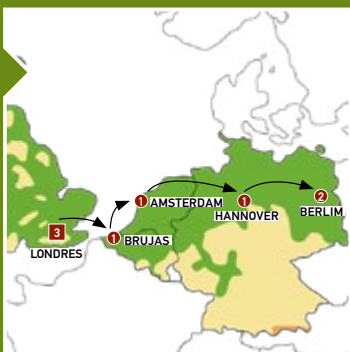 1 AMSTERDAM
1
HANNOVER
2
BERLIM
3
LONDRES
1 BRUJAS